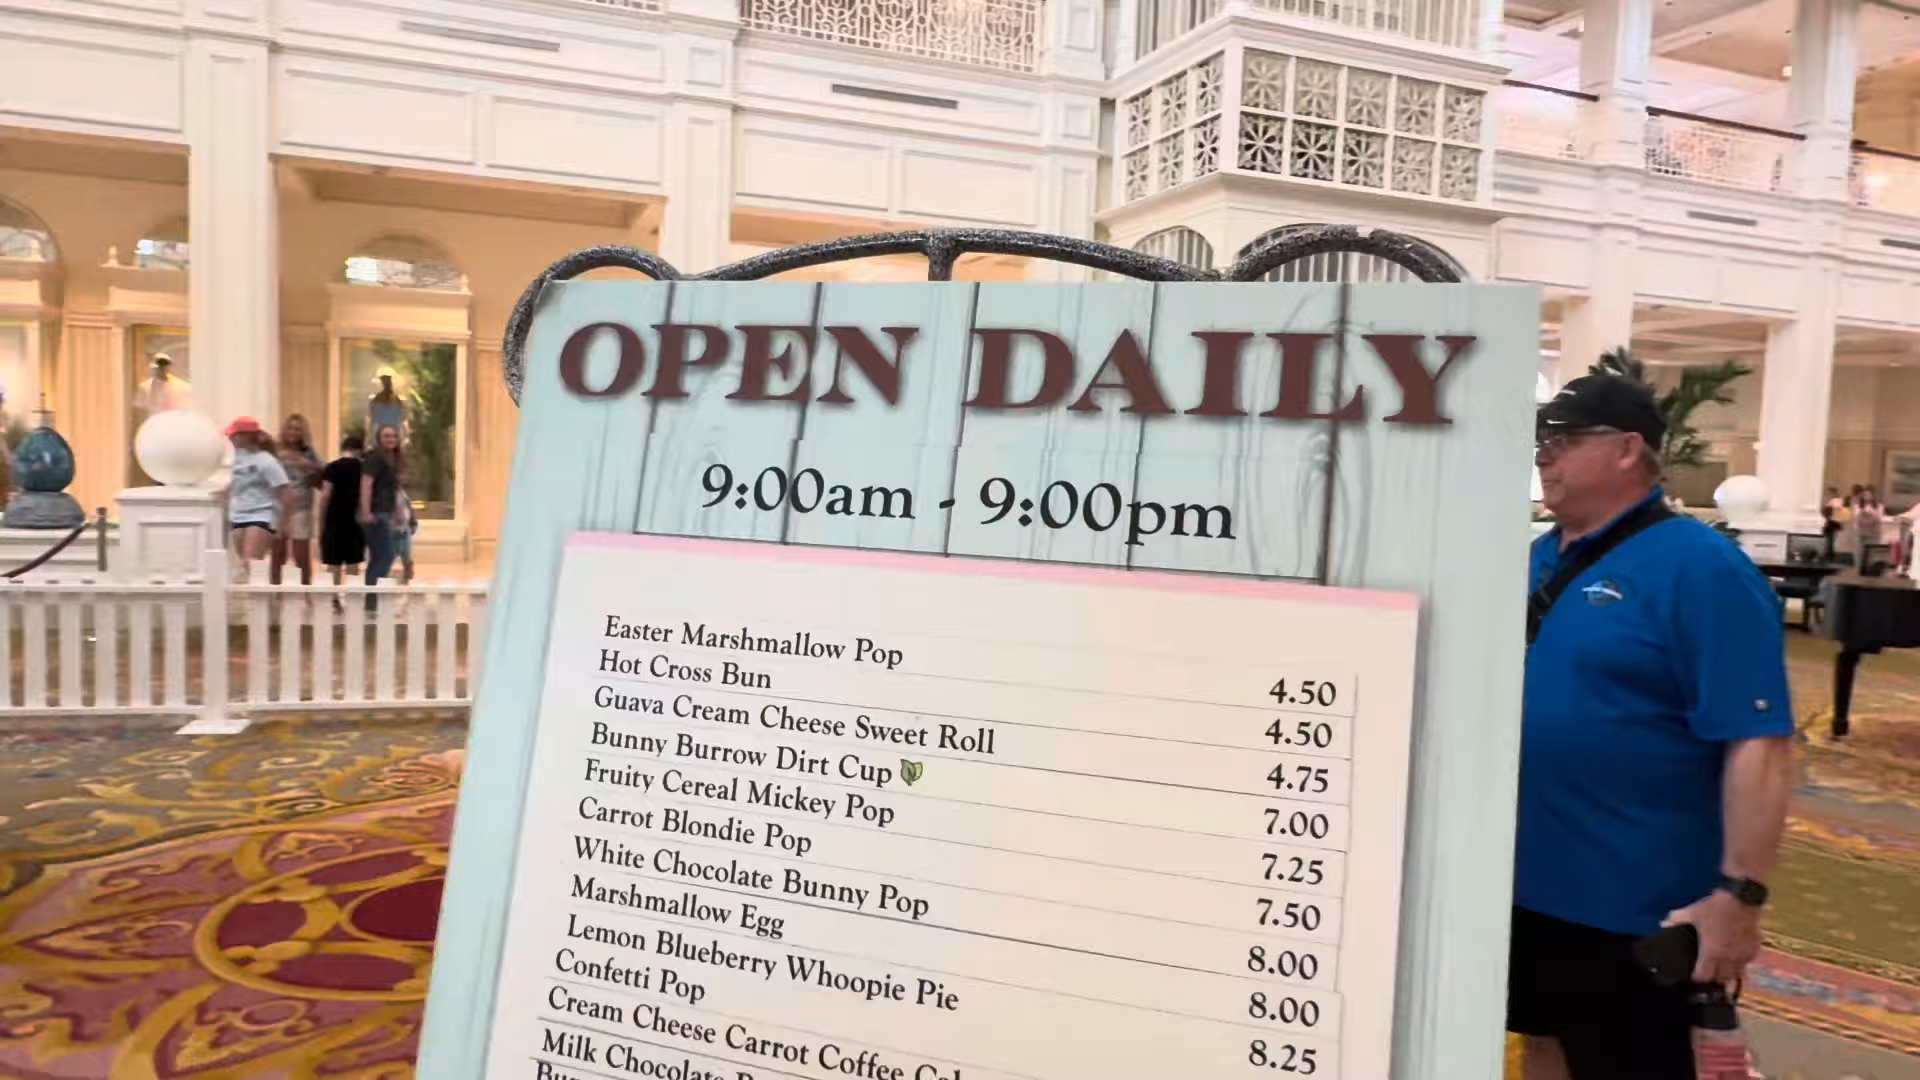 OPEN DAILY
9:00am - 9:00pm
Easter Marshmallow Pop 4.50
Hot Cross Bun 4.50
Guava Cream Cheese Sweet Roll 4.75
Bunny Burrow Dirt Cup 7.00
Fruity Cereal Mickey Pop 7.25
Carrot Blondie Pop 7.50
White Chocolate Bunny Pop 8.00
Marshmallow Egg 8.00
Lemon Blueberry Whoopie Pie 8.25
Confetti Pop
Cream Cheese Carrot Coffee
Milk Chocolate